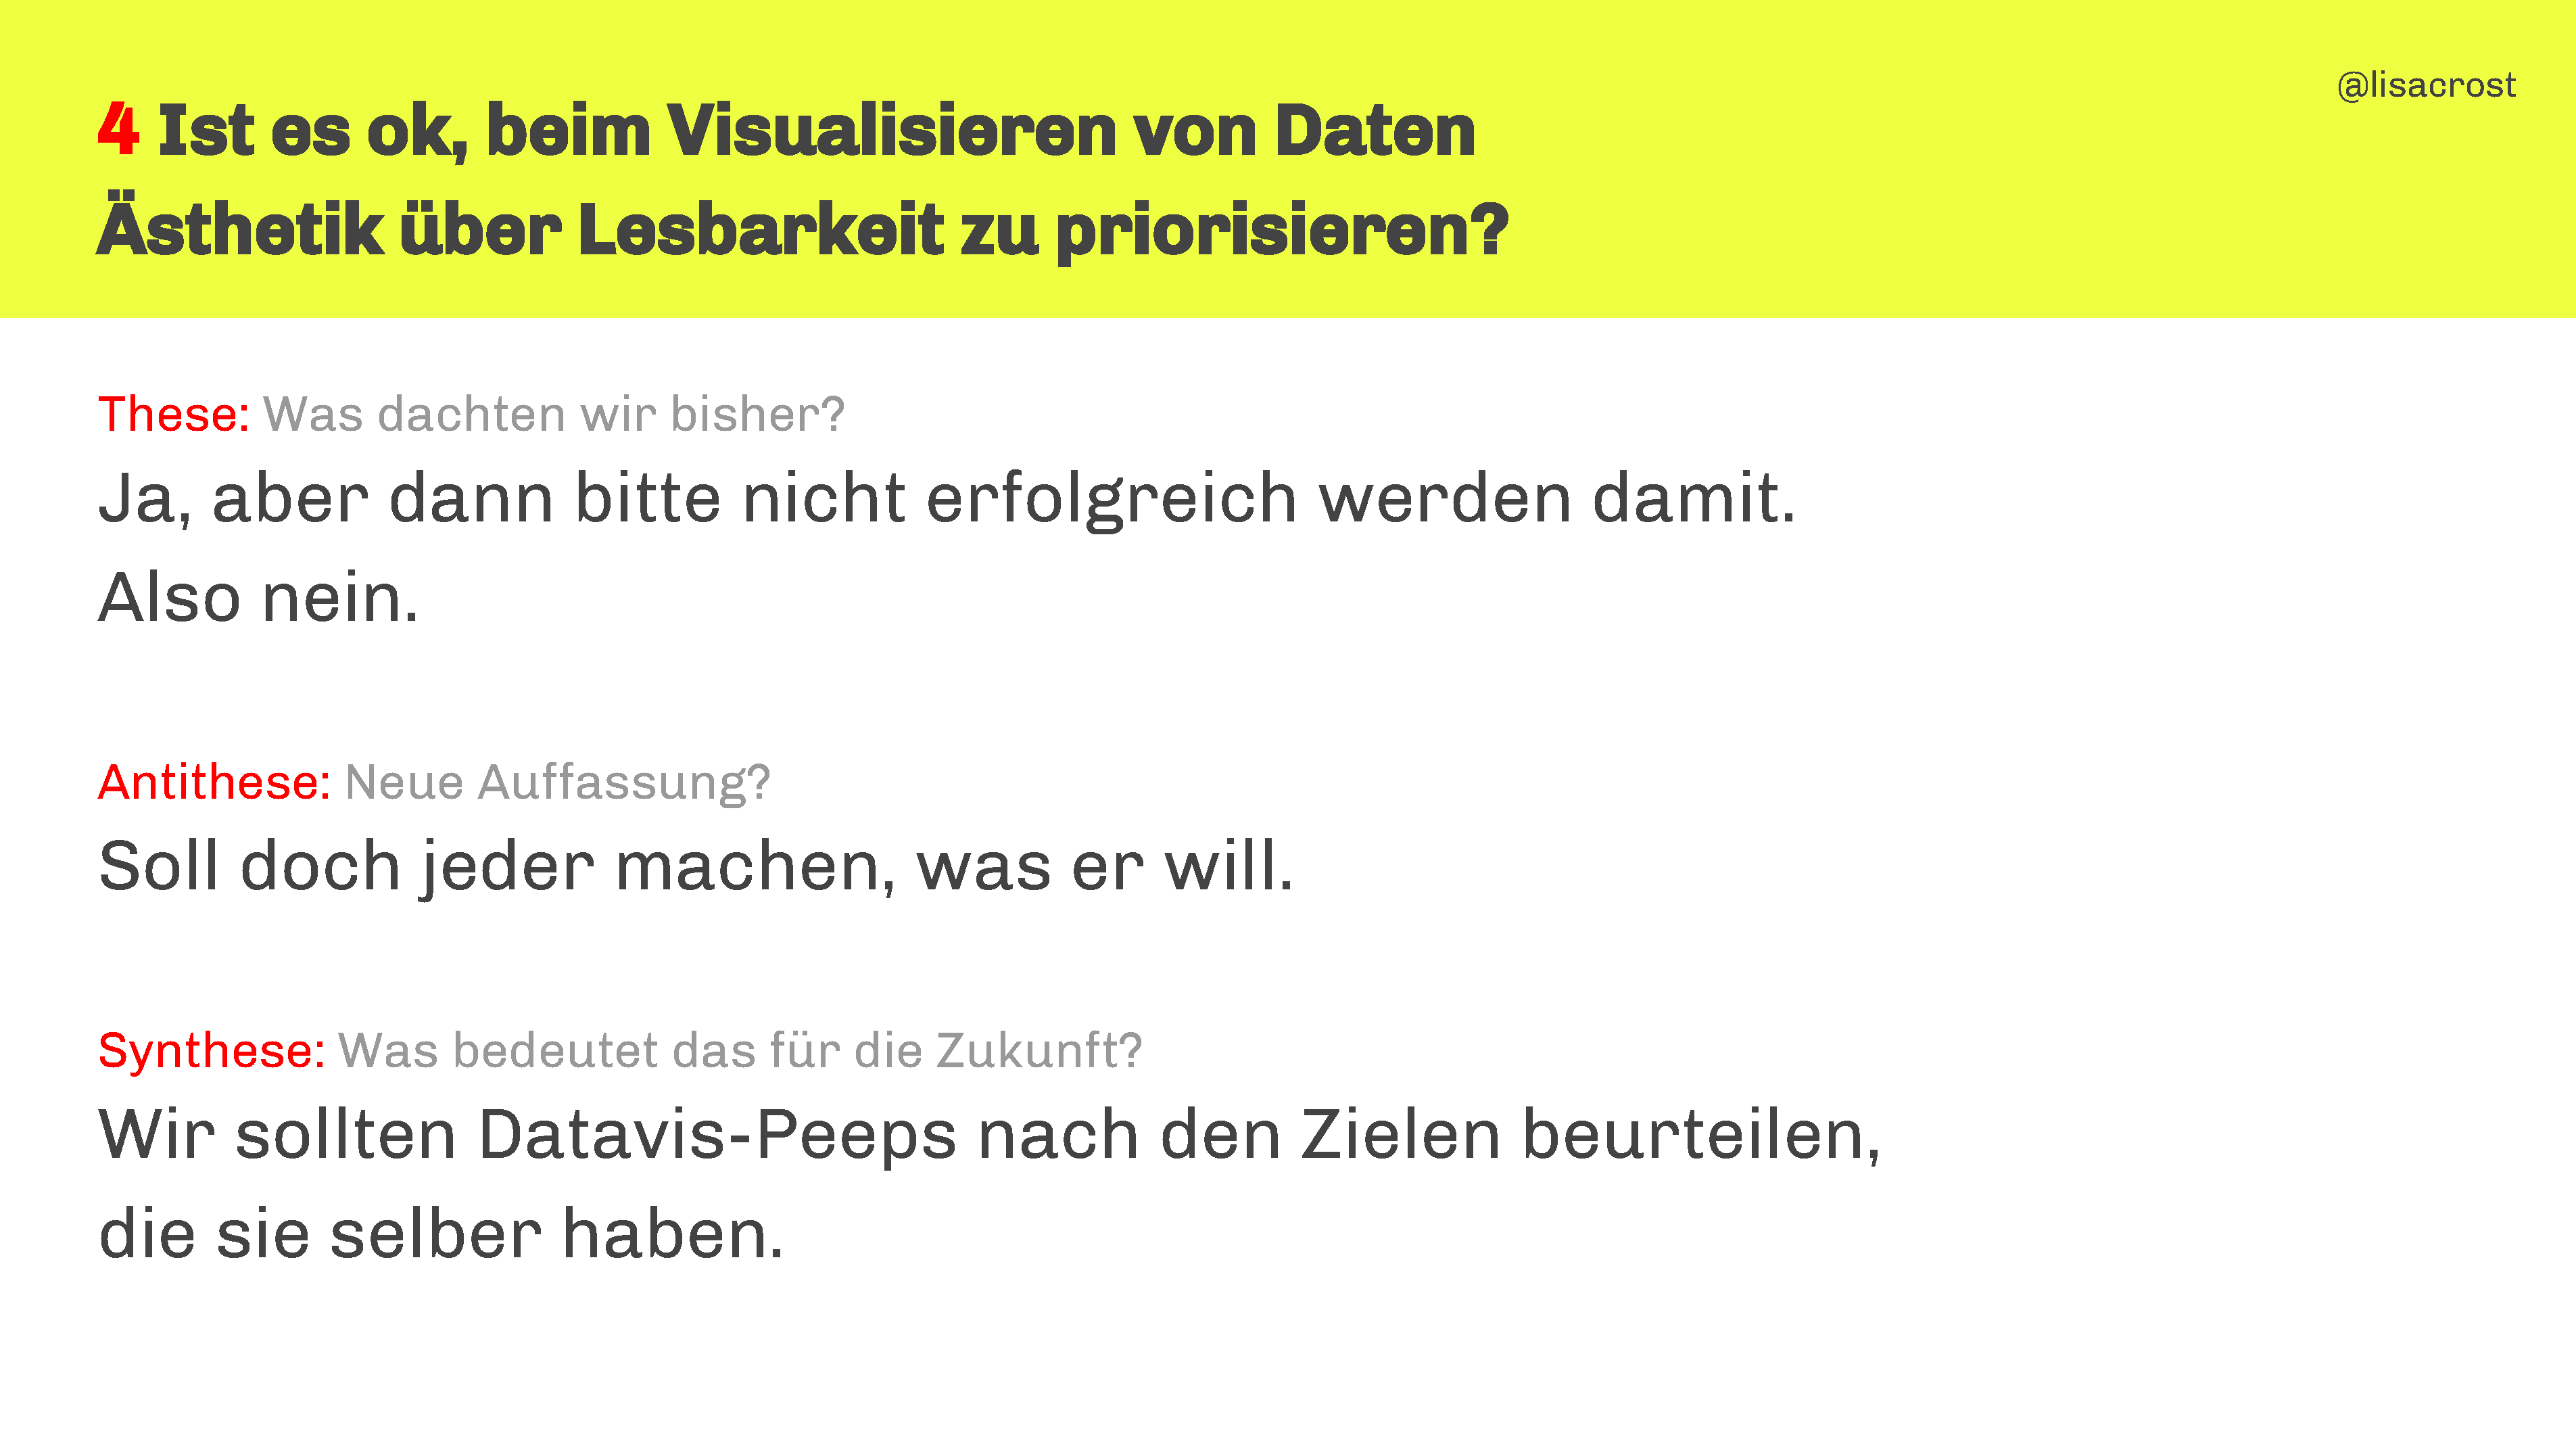 @lisacrost
4 Ist es ok, beim Visualisieren von Daten
Ästhetik über Lesbarkeit zu priorisieren?
These: Was dachten wir bisher?
Ja, aber dann bitte nicht erfolgreich werden damit.
Also nein.
Antithese: Neue Auffassung?
Soll doch jeder machen, was er will.
Synthese: Was bedeutet das für die Zukunft?
Wir sollten Datavis-Peeps nach den Zielen beurteilen,
die sie selber haben.